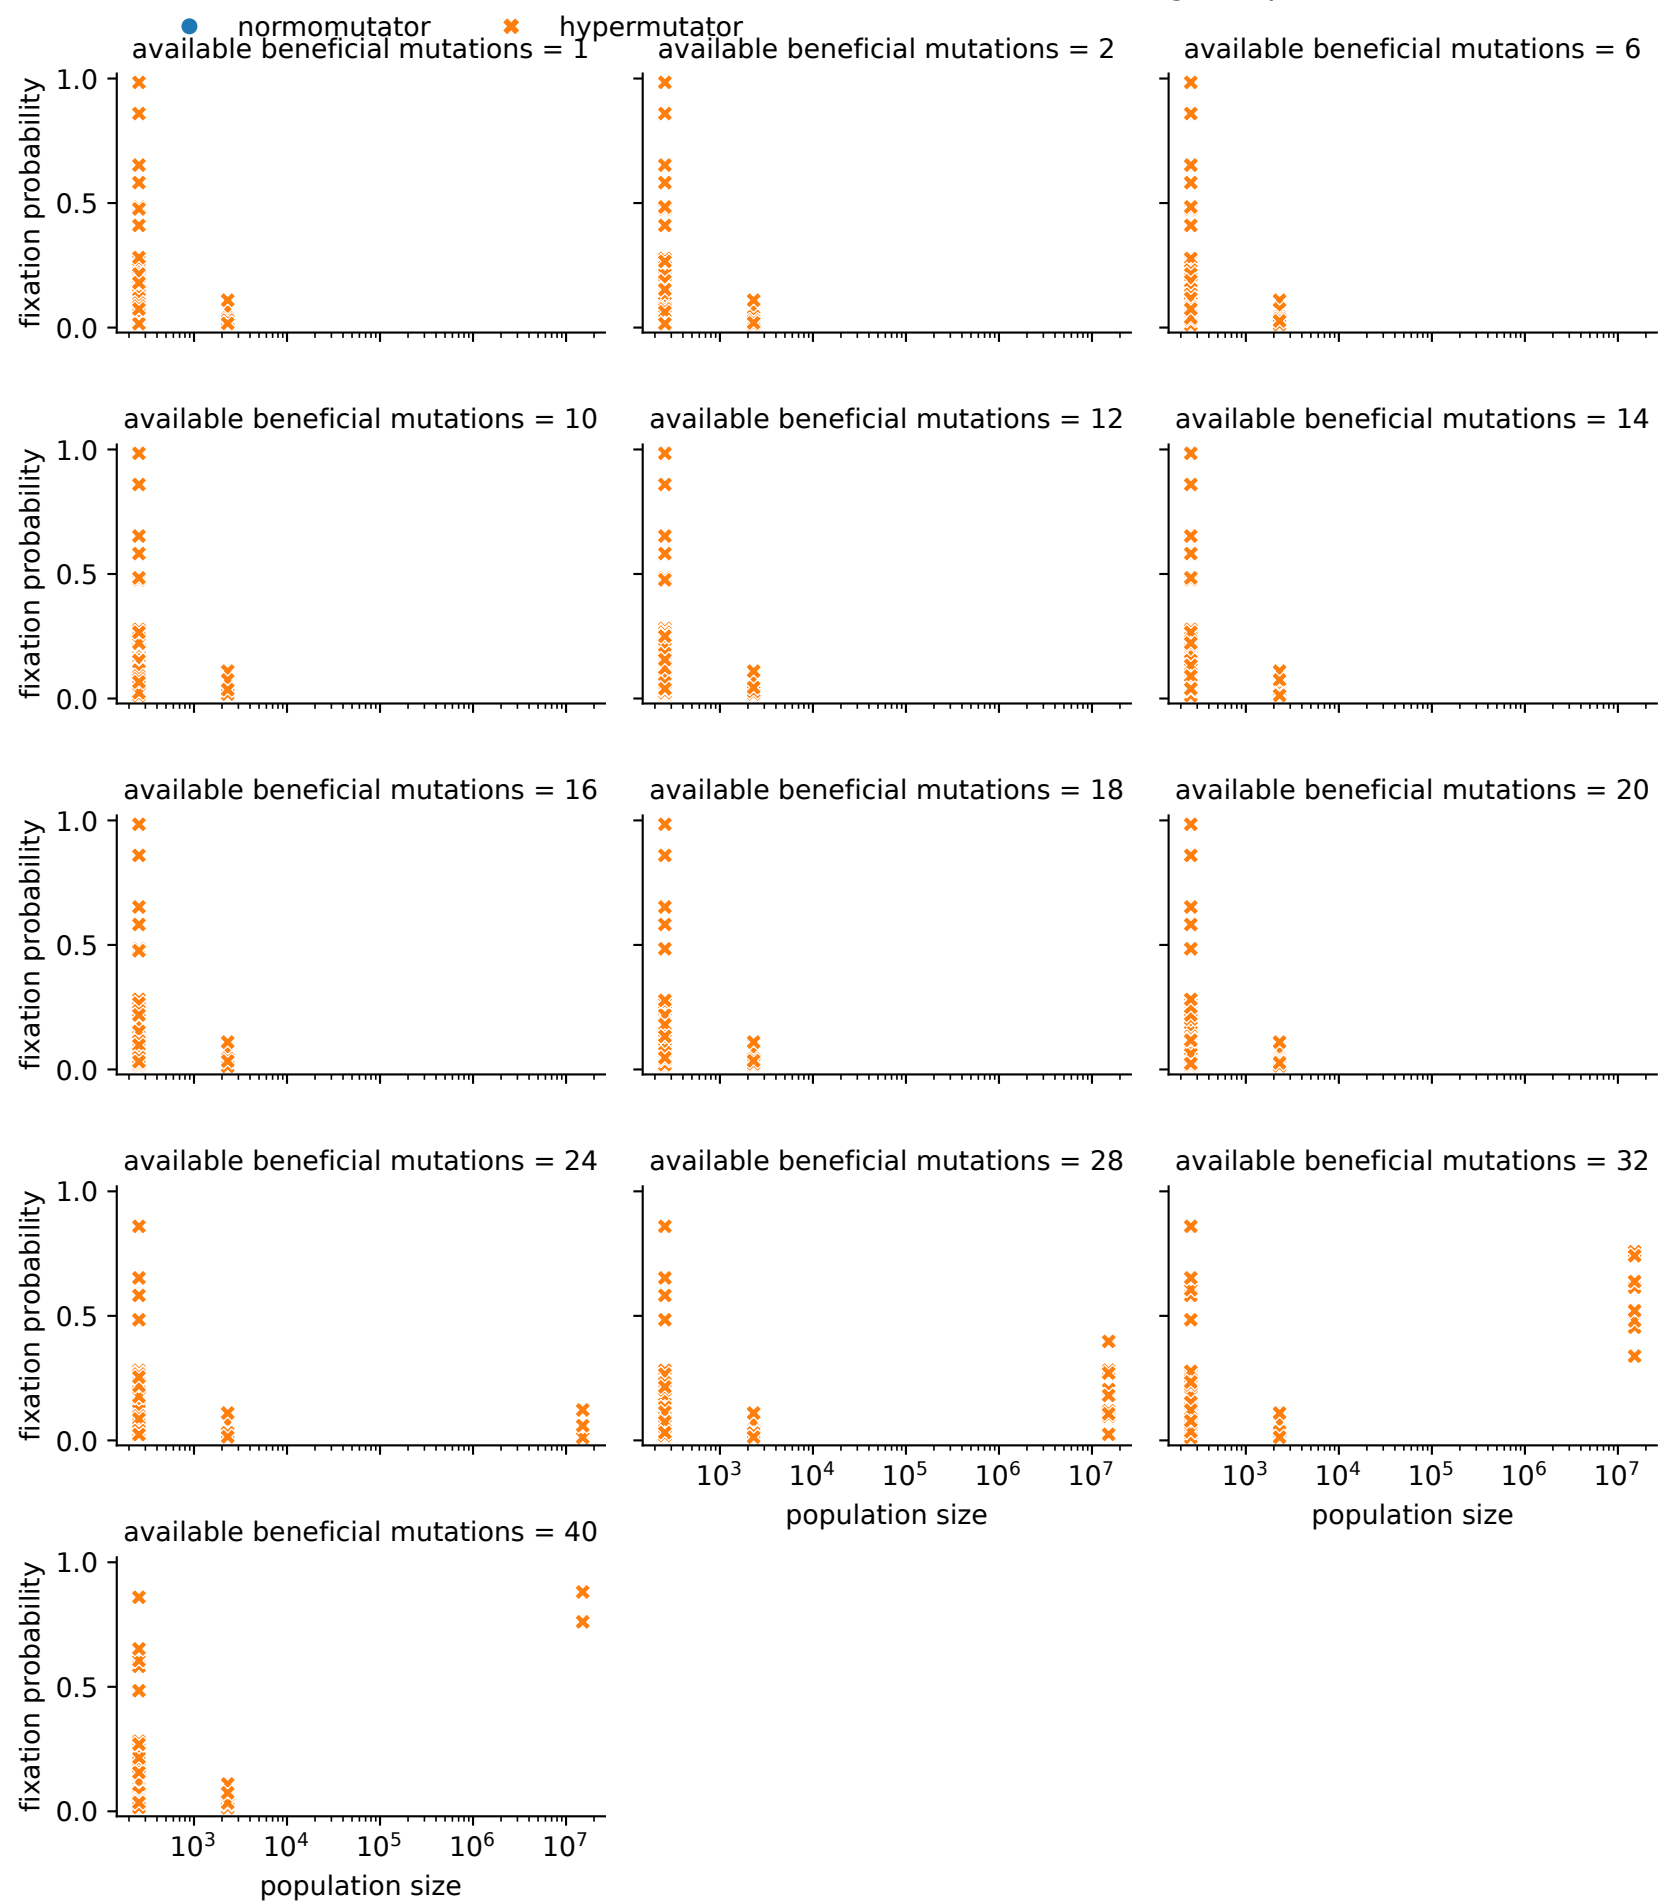 normomutator hypermutator
available beneficial mutations = 1 available beneficial mutations = 2 available beneficial mutations = 6
fixation probability
1.0
0.5
0.0
available beneficial mutations = 10 available beneficial mutations = 12 available beneficial mutations = 14
fixation probability
1.0
0.5
0.0
available beneficial mutations = 16 available beneficial mutations = 18 available beneficial mutations = 20
fixation probability
1.0
0.5
0.0
available beneficial mutations = 24 available beneficial mutations = 28 available beneficial mutations = 32
fixation probability
1.0
0.5
0.0
10³ 10⁴ 10⁵ 10⁶ 10⁷ 10³ 10⁴ 10⁵ 10⁶ 10⁷
population size population size
available beneficial mutations = 40
fixation probability
1.0
0.5
0.0
10³ 10⁴ 10⁵ 10⁶ 10⁷
population size